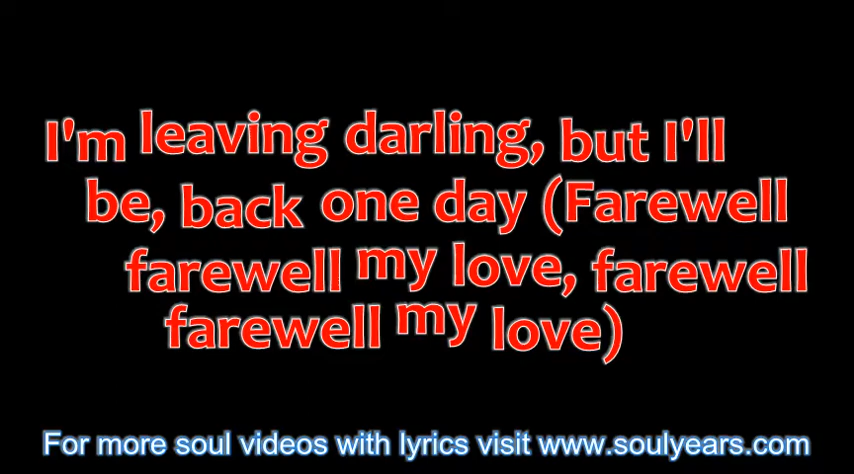 I'm leaving darling, but I'll
be, back one day (Farewell
farewell my love, farewell
farewell my love)
For more soul videos with lyrics visit www.soulyears.com